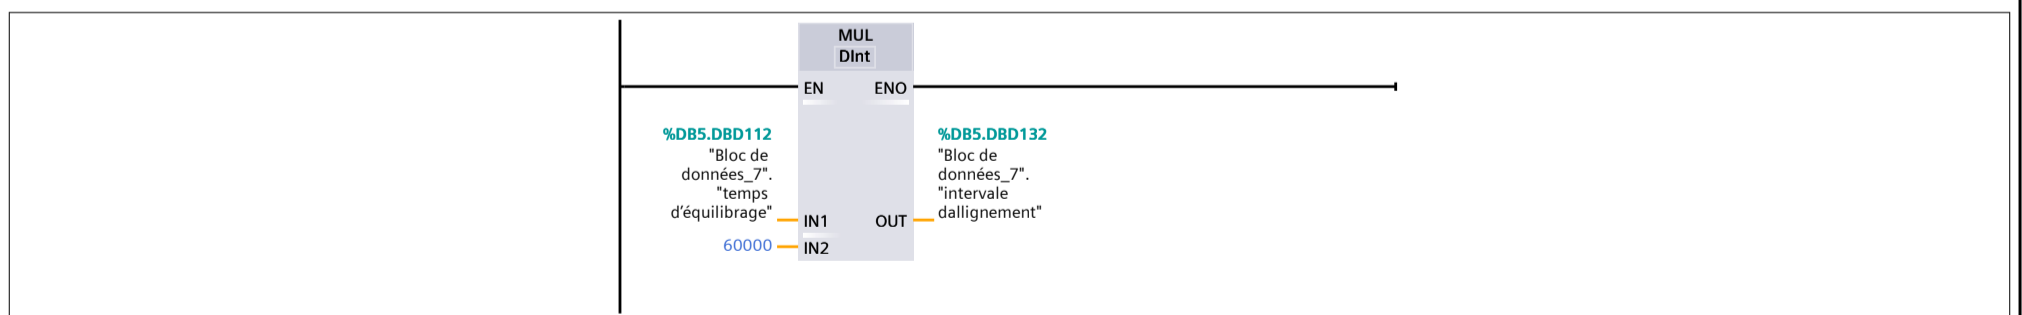 MUL
DInt
EN ENO
%DB5.DBD112
"Bloc de
données_7".
"temps
d’équilibrage"
IN1
60000
IN2
%DB5.DBD132
"Bloc de
données_7".
"intervale
dallignement"
OUT